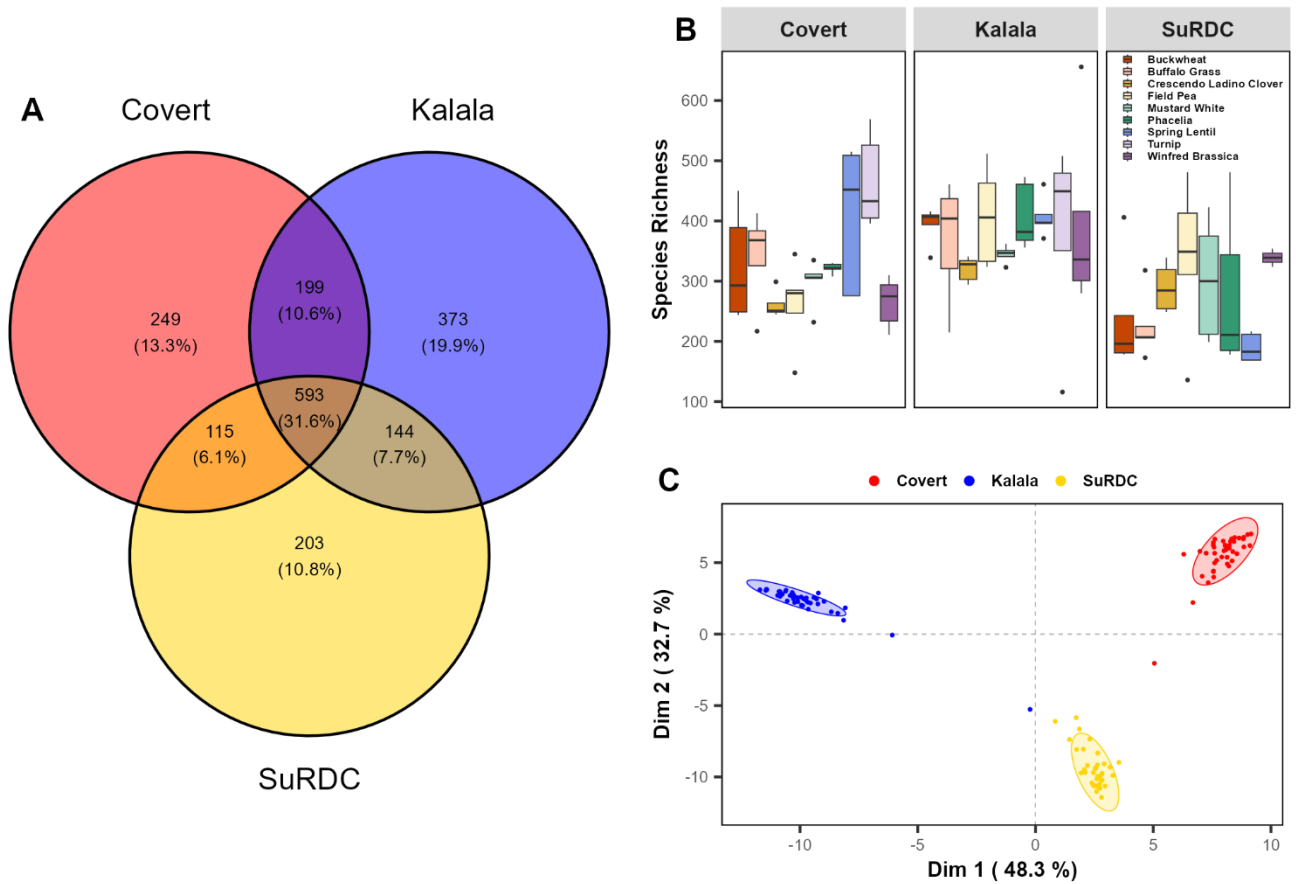 A
Covert
Kalala
249
(13.3%)
199
(10.6%)
373
(19.9%)
593
(31.6%)
115
(6.1%)
144
(7.7%)
203
(10.8%)
SuRDC
B
Covert
Kalala
SuRDC
Species Richness
600
500
400
300
200
100
Buckwheat
Buffalo Grass
Crescendo Ladino Clover
Field Pea
Mustard White
Phacelia
Spring Lentil
Turnip
Winfred Brassica
C
Covert
Kalala
SuRDC
Dim 2 ( 32.7 %)
5
0
-5
-10
-10
-5
0
5
10
Dim 1 ( 48.3 %)